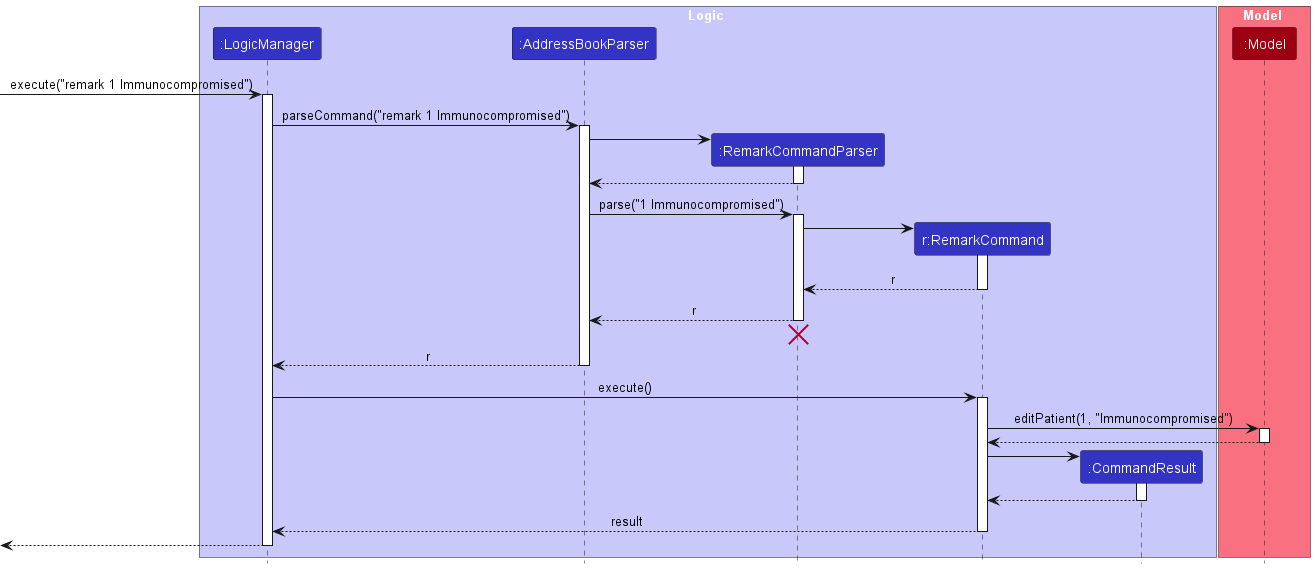 Logic
Model
:LogicManager
:AddressBookParser
:Model
execute("remark 1 Immunocompromised")
parseCommand("remark 1 Immunocompromised")
:RemarkCommandParser
parse("1 Immunocompromised")
r:RemarkCommand
r
r
r
execute()
editPatient(1, "Immunocompromised")
:CommandResult
result